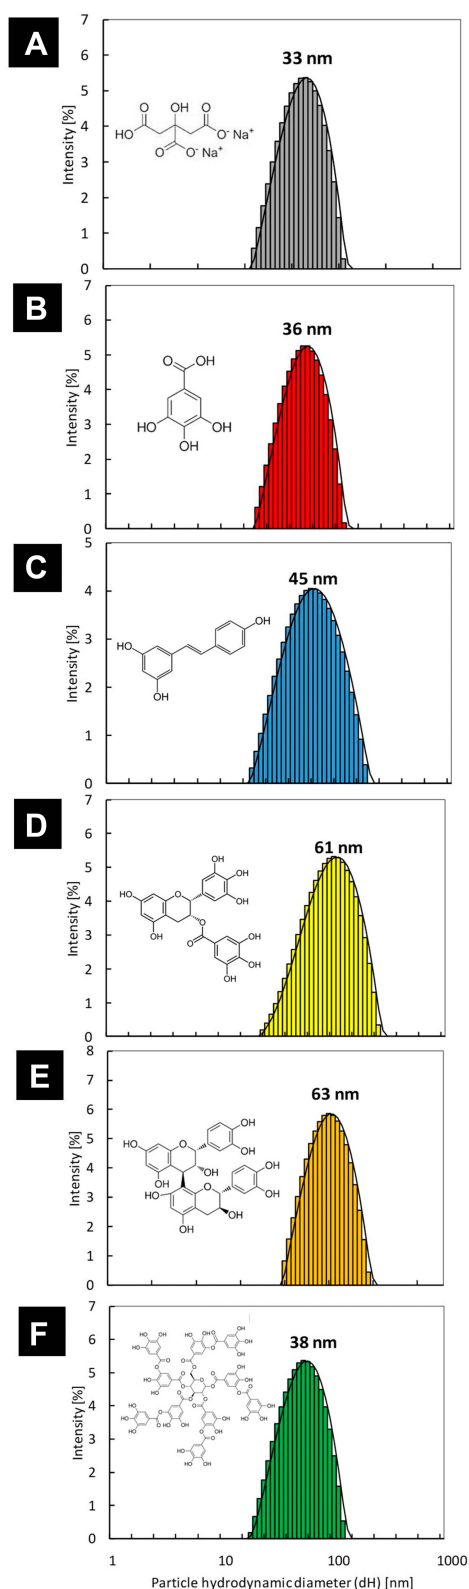 A
33 nm
Intensity [%]
7
6
5
4
3
2
1
0
O OH O
HO O⁻ Na⁺
O O⁻ Na⁺
B
36 nm
Intensity [%]
7
6
5
4
3
2
1
0
O OH
HO OH
OH
C
45 nm
Intensity [%]
5
4
3
2
1
0
OH
HO
OH
D
61 nm
Intensity [%]
7
6
5
4
3
2
1
0
OH
OH
HO O OH
OH O
O OH
OH
OH
E
63 nm
Intensity [%]
8
7
6
5
4
3
2
1
0
OH
HO O OH
OH OH
OH
HO O OH
OH
OH
F
38 nm
Intensity [%]
7
6
5
4
3
2
1
0
1 10 100 1000
Particle hydrodynamic diameter (dH) [nm]